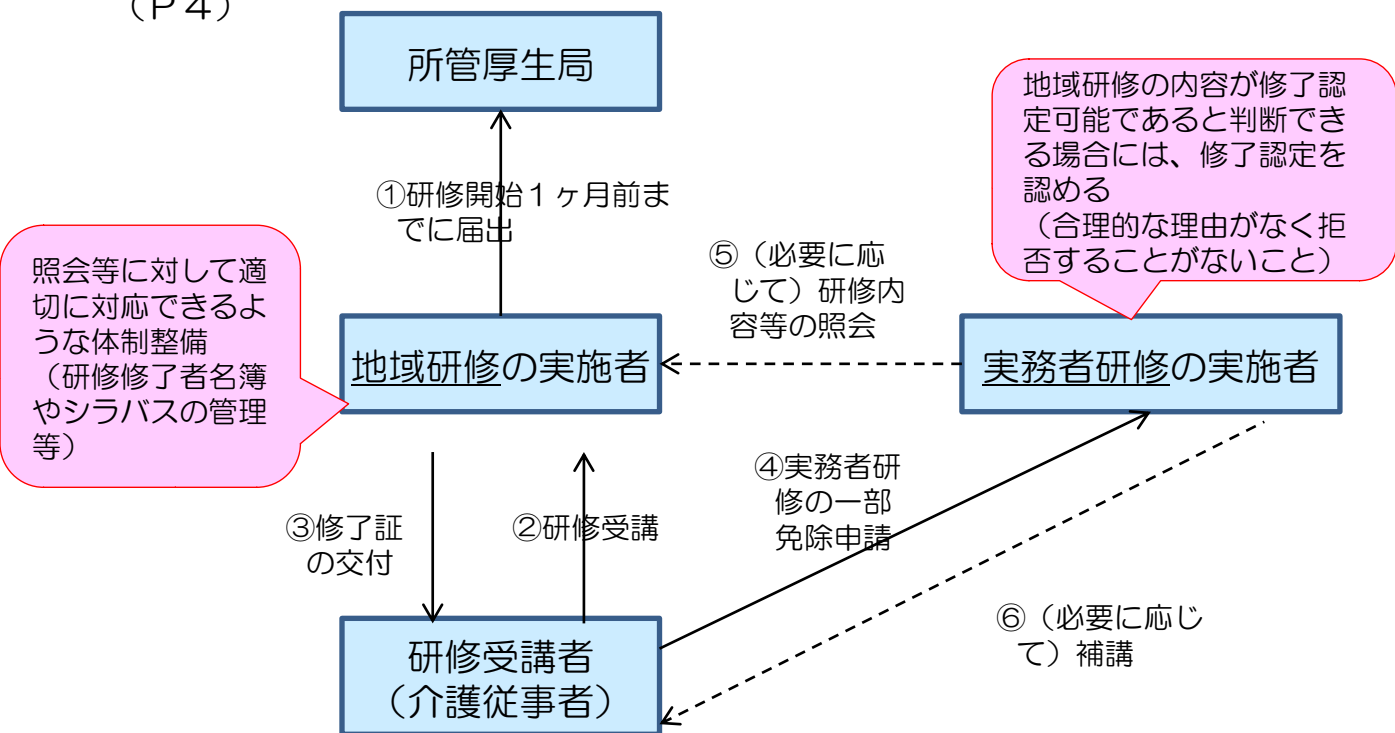 （Ｐ４）
所管厚生局
地域研修の内容が修了認
定可能であると判断でき
る場合には、修了認定を
認める
（合理的な理由がなく拒
否することがないこと）
①研修開始１ヶ月前ま
でに届出
照会等に対して適
切に対応できるよ
うな体制整備
（研修修了者名簿
やシラバスの管理
等）
⑤（必要に応
じて）研修内
容等の照会
地域研修の実施者
実務者研修の実施者
③修了証
の交付
②研修受講
④実務者研
修の一部
免除申請
⑥（必要に応じ
て）補講
研修受講者
（介護従事者）